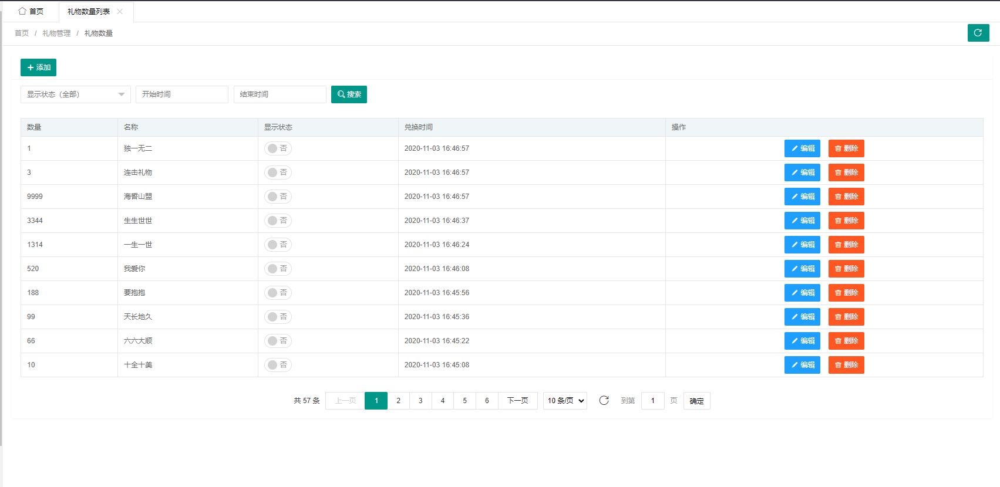 首页 礼物数量列表
首页 / 礼物管理 / 礼物数量
添加
显示状态（全部） 开始时间 结束时间 搜索
数量 名称 显示状态 兑换时间 操作
1 独一无二 否 2020-11-03 16:46:57 编辑 删除
3 连击礼物 否 2020-11-03 16:46:57 编辑 删除
9999 海誓山盟 否 2020-11-03 16:46:57 编辑 删除
3344 生生世世 否 2020-11-03 16:46:37 编辑 删除
1314 一生一世 否 2020-11-03 16:46:24 编辑 删除
520 我爱你 否 2020-11-03 16:46:08 编辑 删除
188 要抱抱 否 2020-11-03 16:45:56 编辑 删除
99 天长地久 否 2020-11-03 16:45:36 编辑 删除
66 六六大顺 否 2020-11-03 16:45:22 编辑 删除
10 十全十美 否 2020-11-03 16:45:08 编辑 删除
共 57 条 上一页 1 2 3 4 5 6 下一页 10 条/页 到第 1 页 确定